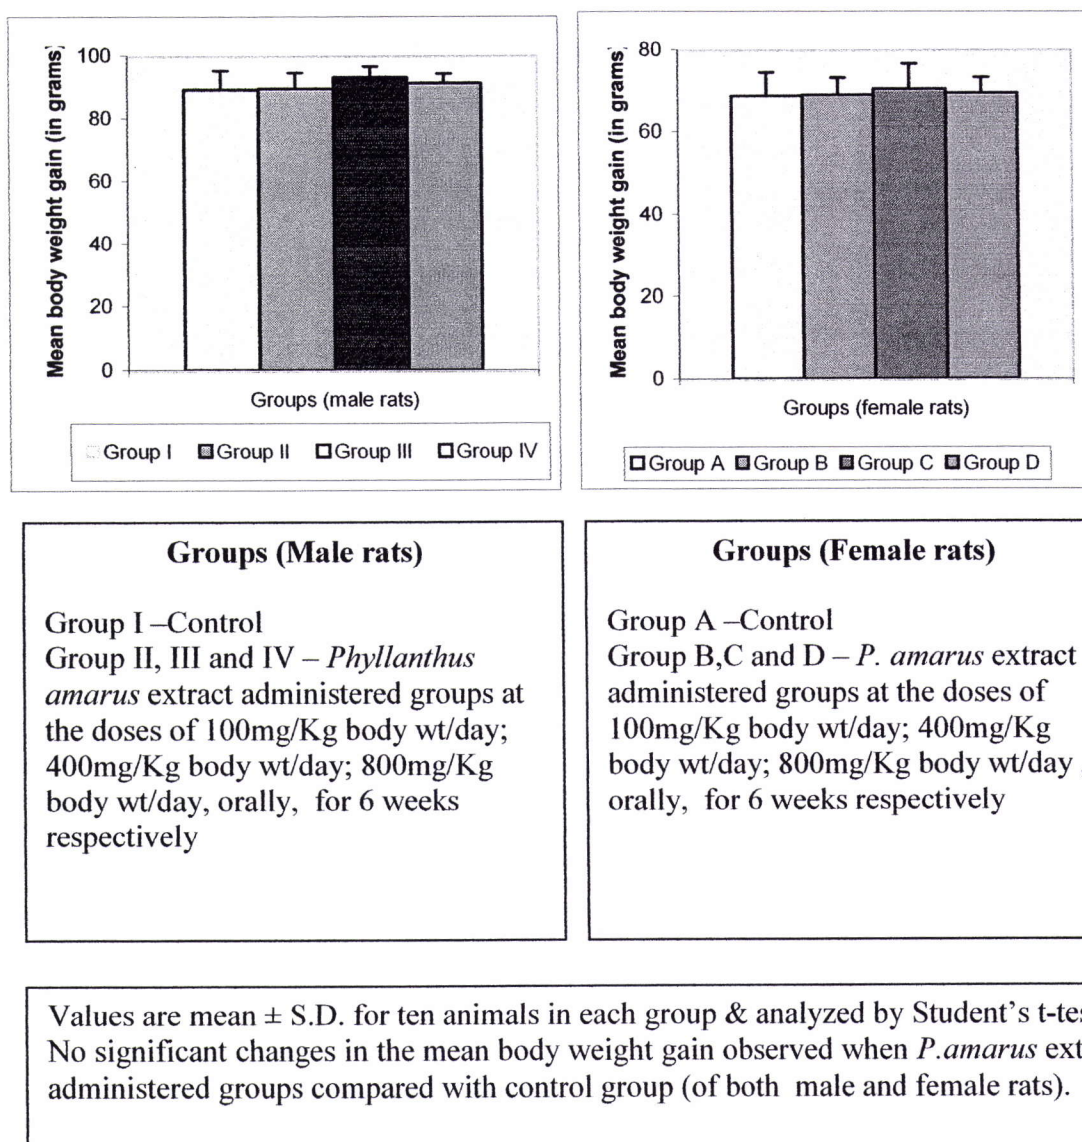 Mean body weight gain (in grams)
100
80
60
40
20
0
Groups (male rats)
Group I Group II Group III Group IV
Mean body weight gain (in grams)
80
60
40
20
0
Groups (female rats)
Group A Group B Group C Group D
Groups (Male rats)
Group I –Control
Group II, III and IV – Phyllanthus
amarus extract administered groups at
the doses of 100mg/Kg body wt/day;
400mg/Kg body wt/day; 800mg/Kg
body wt/day, orally, for 6 weeks
respectively
Groups (Female rats)
Group A –Control
Group B,C and D – P. amarus extract
administered groups at the doses of
100mg/Kg body wt/day; 400mg/Kg
body wt/day; 800mg/Kg body wt/day
orally, for 6 weeks respectively
Values are mean ± S.D. for ten animals in each group & analyzed by Student's
No significant changes in the mean body weight gain observed when P.amarus
administered groups compared with control group (of both male and female rats).